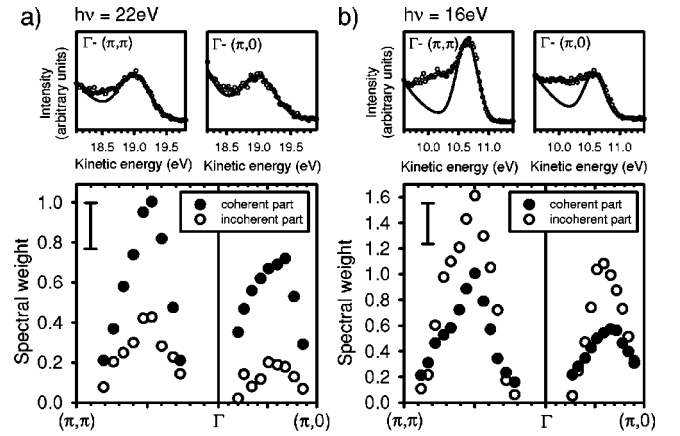 a) hν = 22eV
Γ- (π,π)
Γ- (π,0)
Intensity
(arbitrary units)
18.5 19.0 19.5
18.5 19.0 19.5
Kinetic energy (eV)
Kinetic energy (eV)
coherent part
incoherent part
Spectral weight
1.0
0.8
0.6
0.4
0.2
0.0
(π,π) Γ (π,0)
b) hν = 16eV
Γ- (π,π)
Γ- (π,0)
Intensity
(arbitrary units)
10.0 10.5 11.0
10.0 10.5 11.0
Kinetic energy (eV)
Kinetic energy (eV)
coherent part
incoherent part
Spectral weight
1.6
1.4
1.2
1.0
0.8
0.6
0.4
0.2
0.0
(π,π) Γ (π,0)